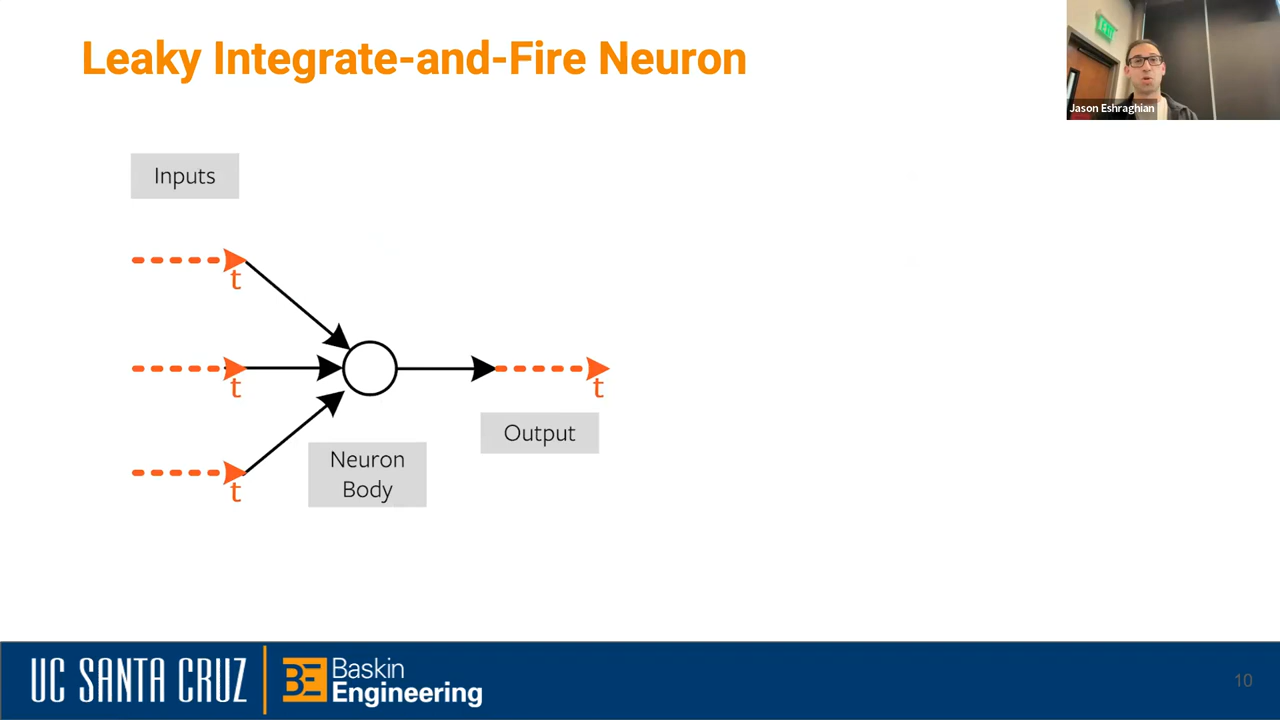 Leaky Integrate-and-Fire Neuron
Jason Eshraghian
Inputs
t
t
t
Neuron
Body
t
Output
UC SANTA CRUZ
BE
Baskin
Engineering
10